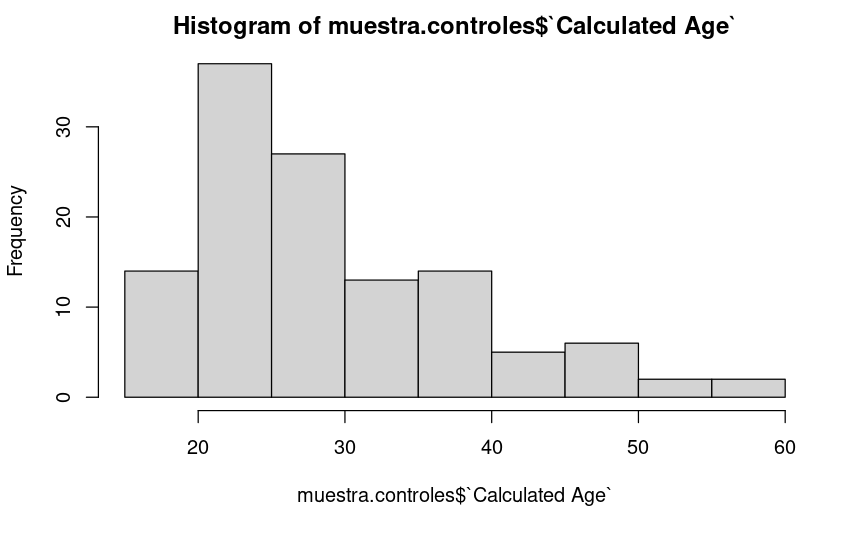 Histogram of muestra.controles$`Calculated Age`
Frequency
30
20
10
0
20 30 40 50 60
muestra.controles$`Calculated Age`